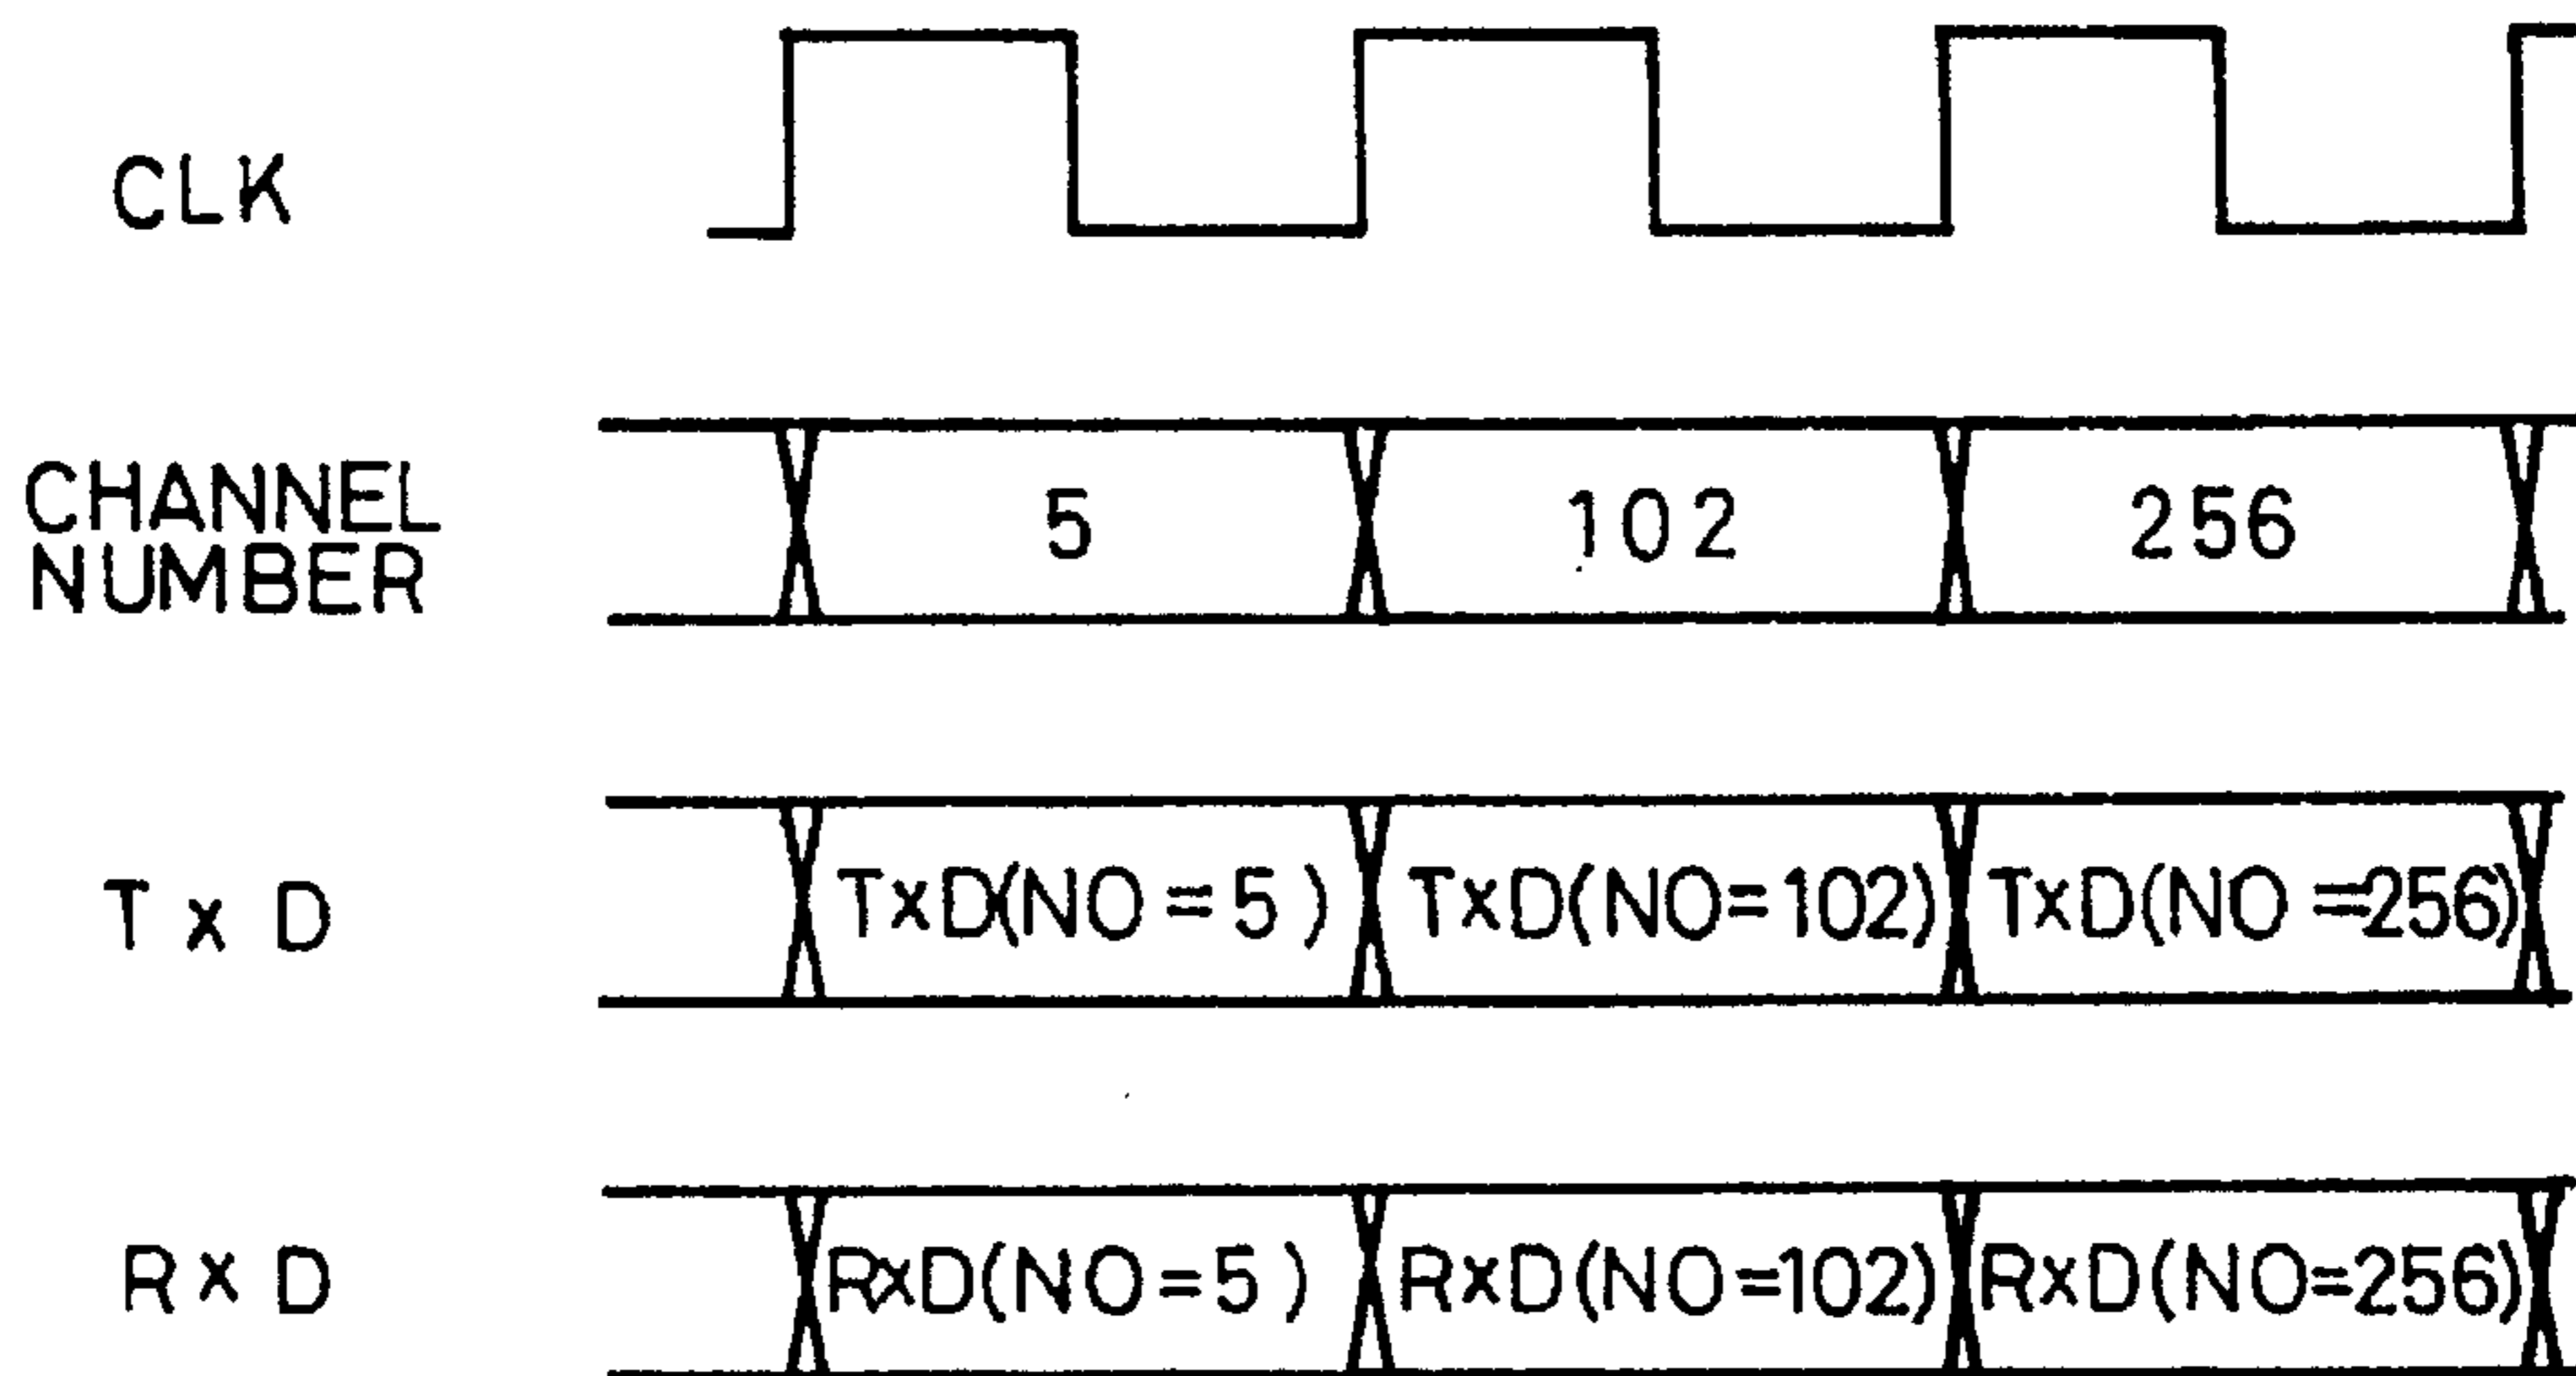 CLK
CHANNEL
NUMBER
5
102
256
TxD
TxD(NO=5)
TxD(NO=102)
TxD(NO=256)
RxD
RxD(NO=5)
RxD(NO=102)
RxD(NO=256)